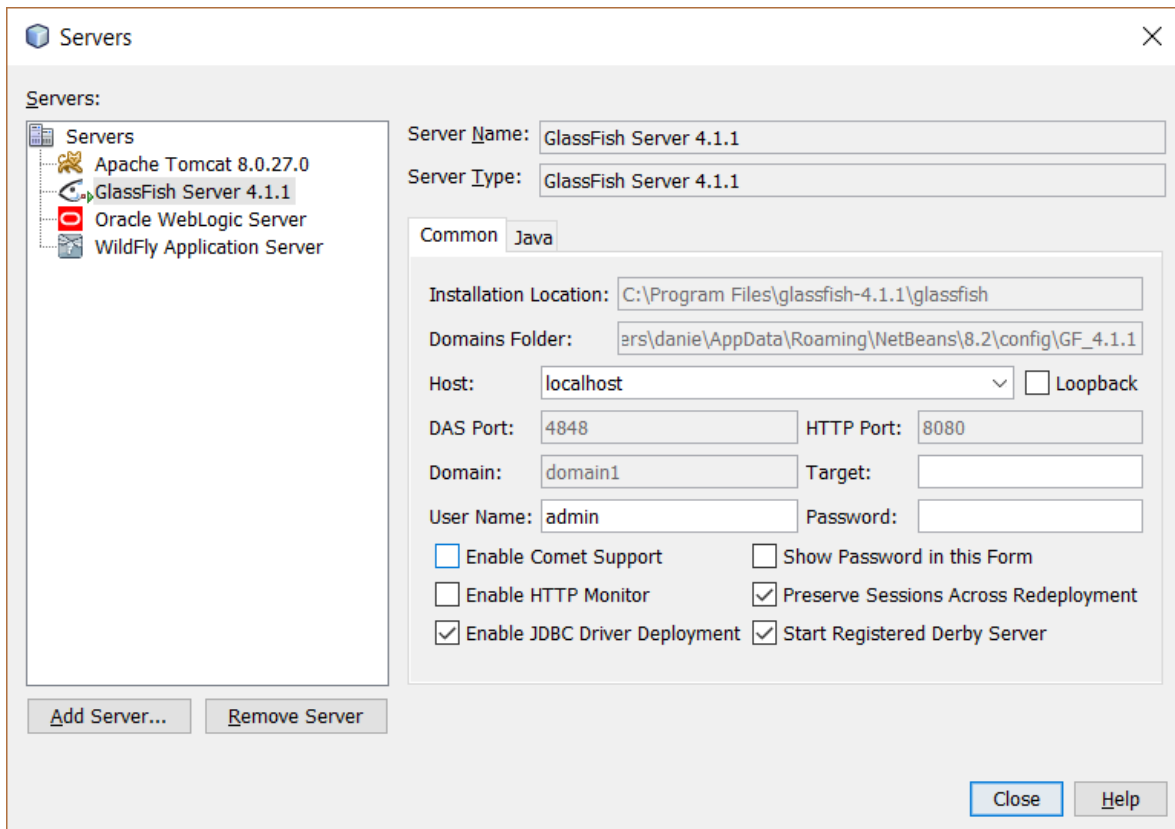 Servers
Servers:
Servers
Apache Tomcat 8.0.27.0
GlassFish Server 4.1.1
Oracle WebLogic Server
WildFly Application Server
Add Server...
Remove Server
Server Name: GlassFish Server 4.1.1
Server Type: GlassFish Server 4.1.1
Common Java
Installation Location: C:\Program Files\glassfish-4.1.1\glassfish
Domains Folder: ers\danie\AppData\Roaming\NetBeans\8.2\config\GF_4.1.1
Host: localhost Loopback
DAS Port: 4848 HTTP Port: 8080
Domain: domain1 Target:
User Name: admin Password:
Enable Comet Support Show Password in this Form
Enable HTTP Monitor Preserve Sessions Across Redeployment
Enable JDBC Driver Deployment Start Registered Derby Server
Close Help